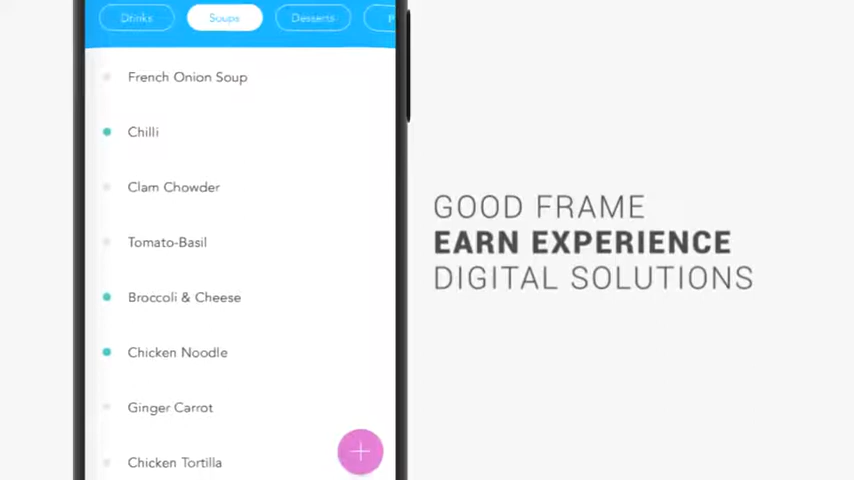 Drinks
Soups
Desserts
French Onion Soup
Chilli
Clam Chowder
Tomato-Basil
Broccoli & Cheese
Chicken Noodle
Ginger Carrot
Chicken Tortilla
GOOD FRAME
EARN EXPERIENCE
DIGITAL SOLUTIONS